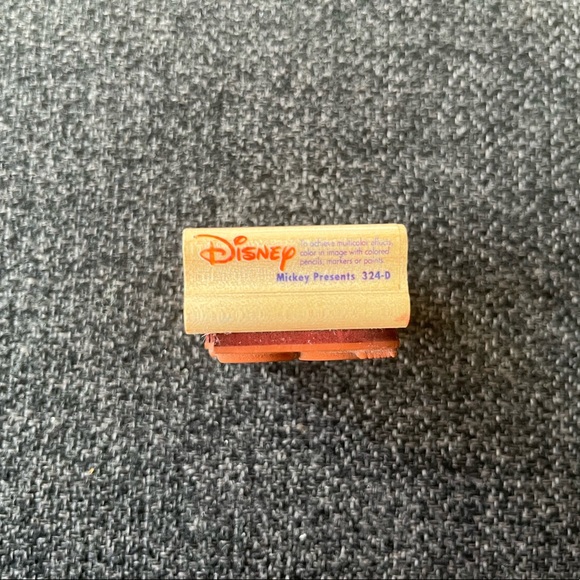 Disney
To achieve multicolor effects,
color in image with colored
pencils, markers or paints
Mickey Presents 324-D